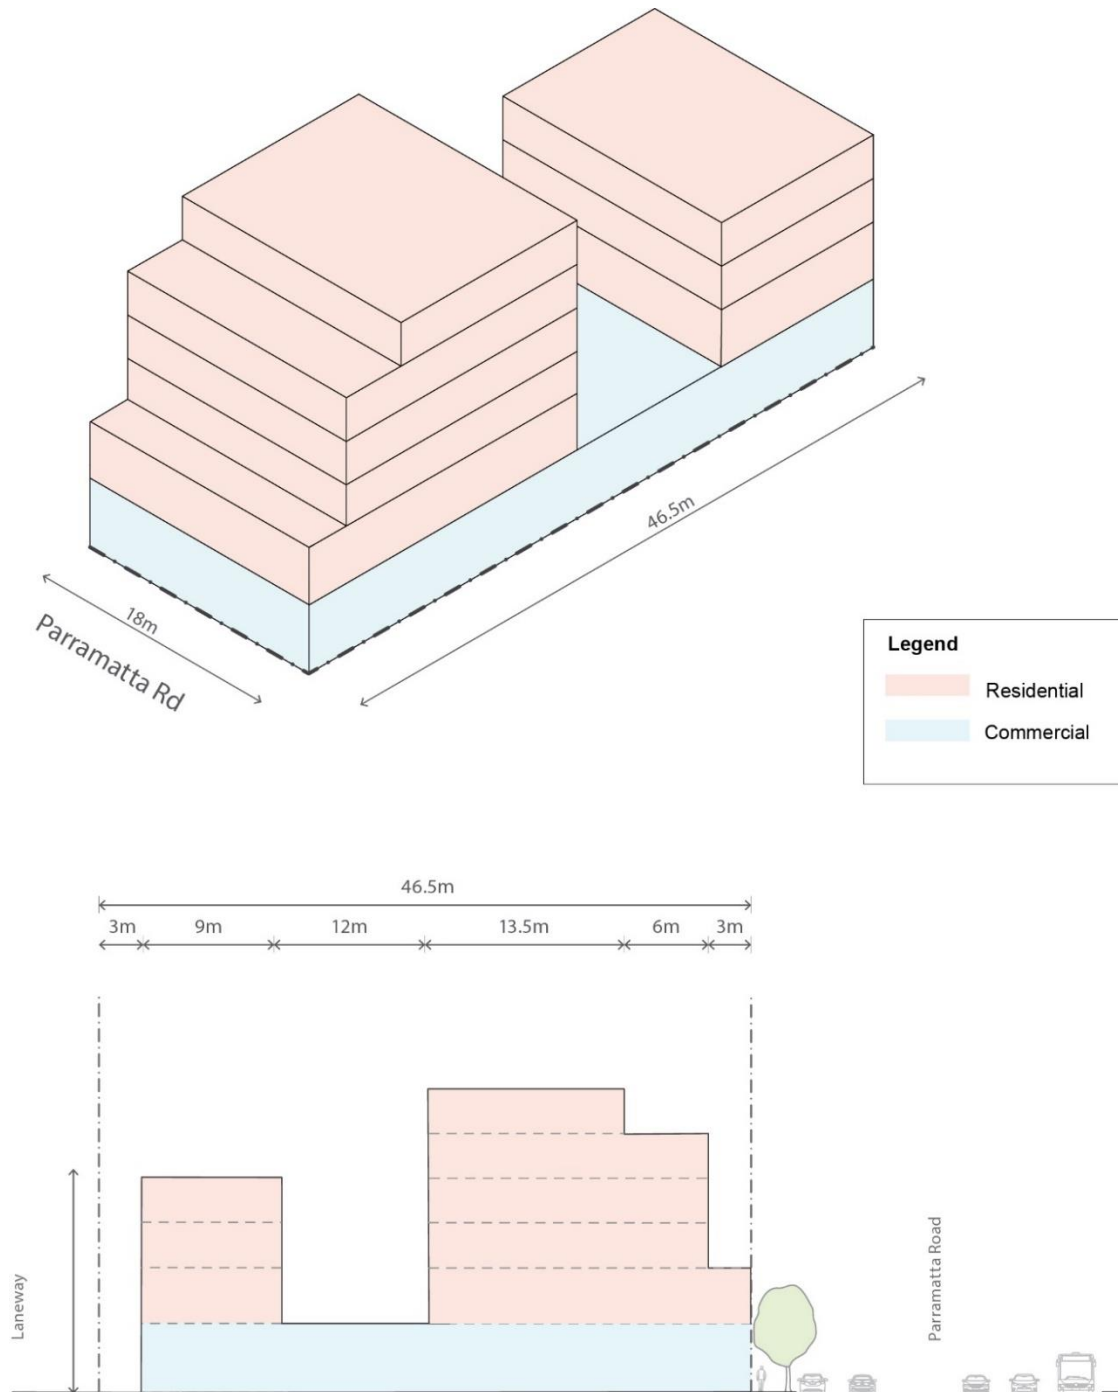 46.5m
18m
Parramatta Rd
Legend
Residential
Commercial
46.5m
3m 9m 12m 13.5m 6m 3m
Laneway
Parramatta Road